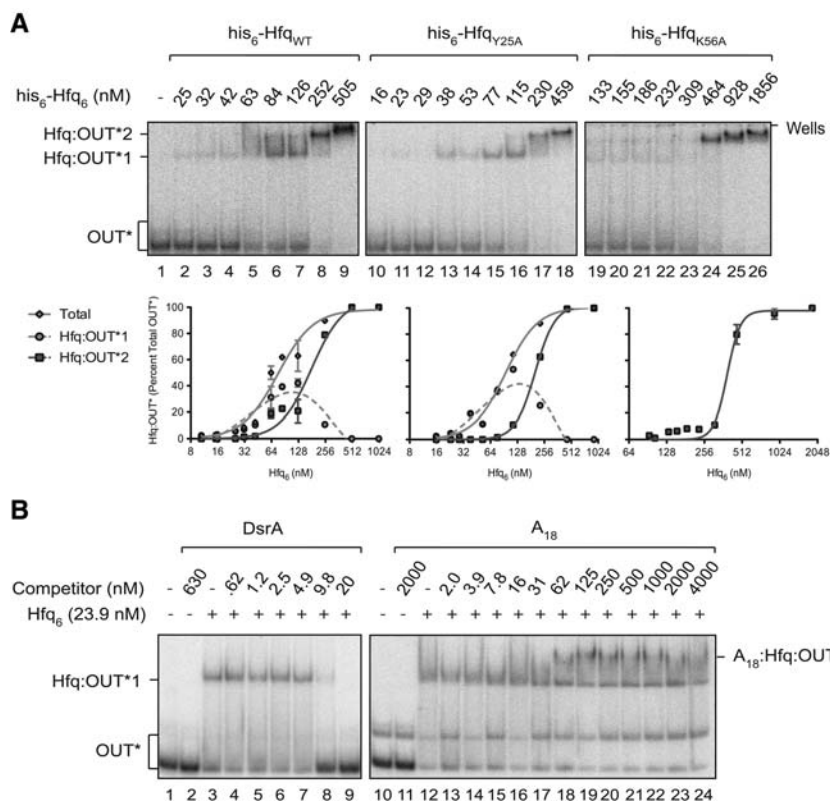 A
his6-HfqWT his6-HfqY25A his6-HfqK56A
his6-Hfq6 (nM) - 25 32 42 63 84 126 252 505 16 23 29 38 53 77 115 230 459 133 155 186 232 309 464 928 1856
Hfq:OUT*2 Wells
Hfq:OUT*1
OUT*
1 2 3 4 5 6 7 8 9 10 11 12 13 14 15 16 17 18 19 20 21 22 23 24 25 26
Total
Hfq:OUT*1
Hfq:OUT*2
Hfq:OUT* (Percent Total OUT*)
100
80
60
40
20
0
8 16 32 64 128 256 512 1024 8 16 32 64 128 256 512 1024 64 128 256 512 1024 2048
Hfq6 (nM) Hfq6 (nM) Hfq6 (nM)
B
DsrA A18
Competitor (nM) - 630 - .62 1.2 2.5 4.9 9.8 20 - 2000 - 2.0 3.9 7.8 16 31 62 125 250 500 1000 2000 4000
Hfq6 (23.9 nM) - - + + + + + + + - - + + + + + + + + + + + + +
A18:Hfq:OUT
Hfq:OUT*1
OUT*
1 2 3 4 5 6 7 8 9 10 11 12 13 14 15 16 17 18 19 20 21 22 23 24